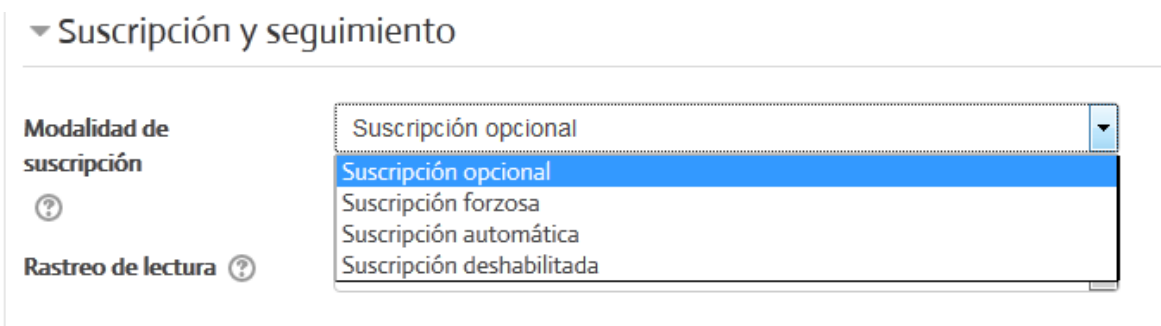 Suscripción y seguimiento
Modalidad de
suscripción
Suscripción opcional
Suscripción opcional
Suscripción forzosa
Suscripción automática
Suscripción deshabilitada
Rastreo de lectura